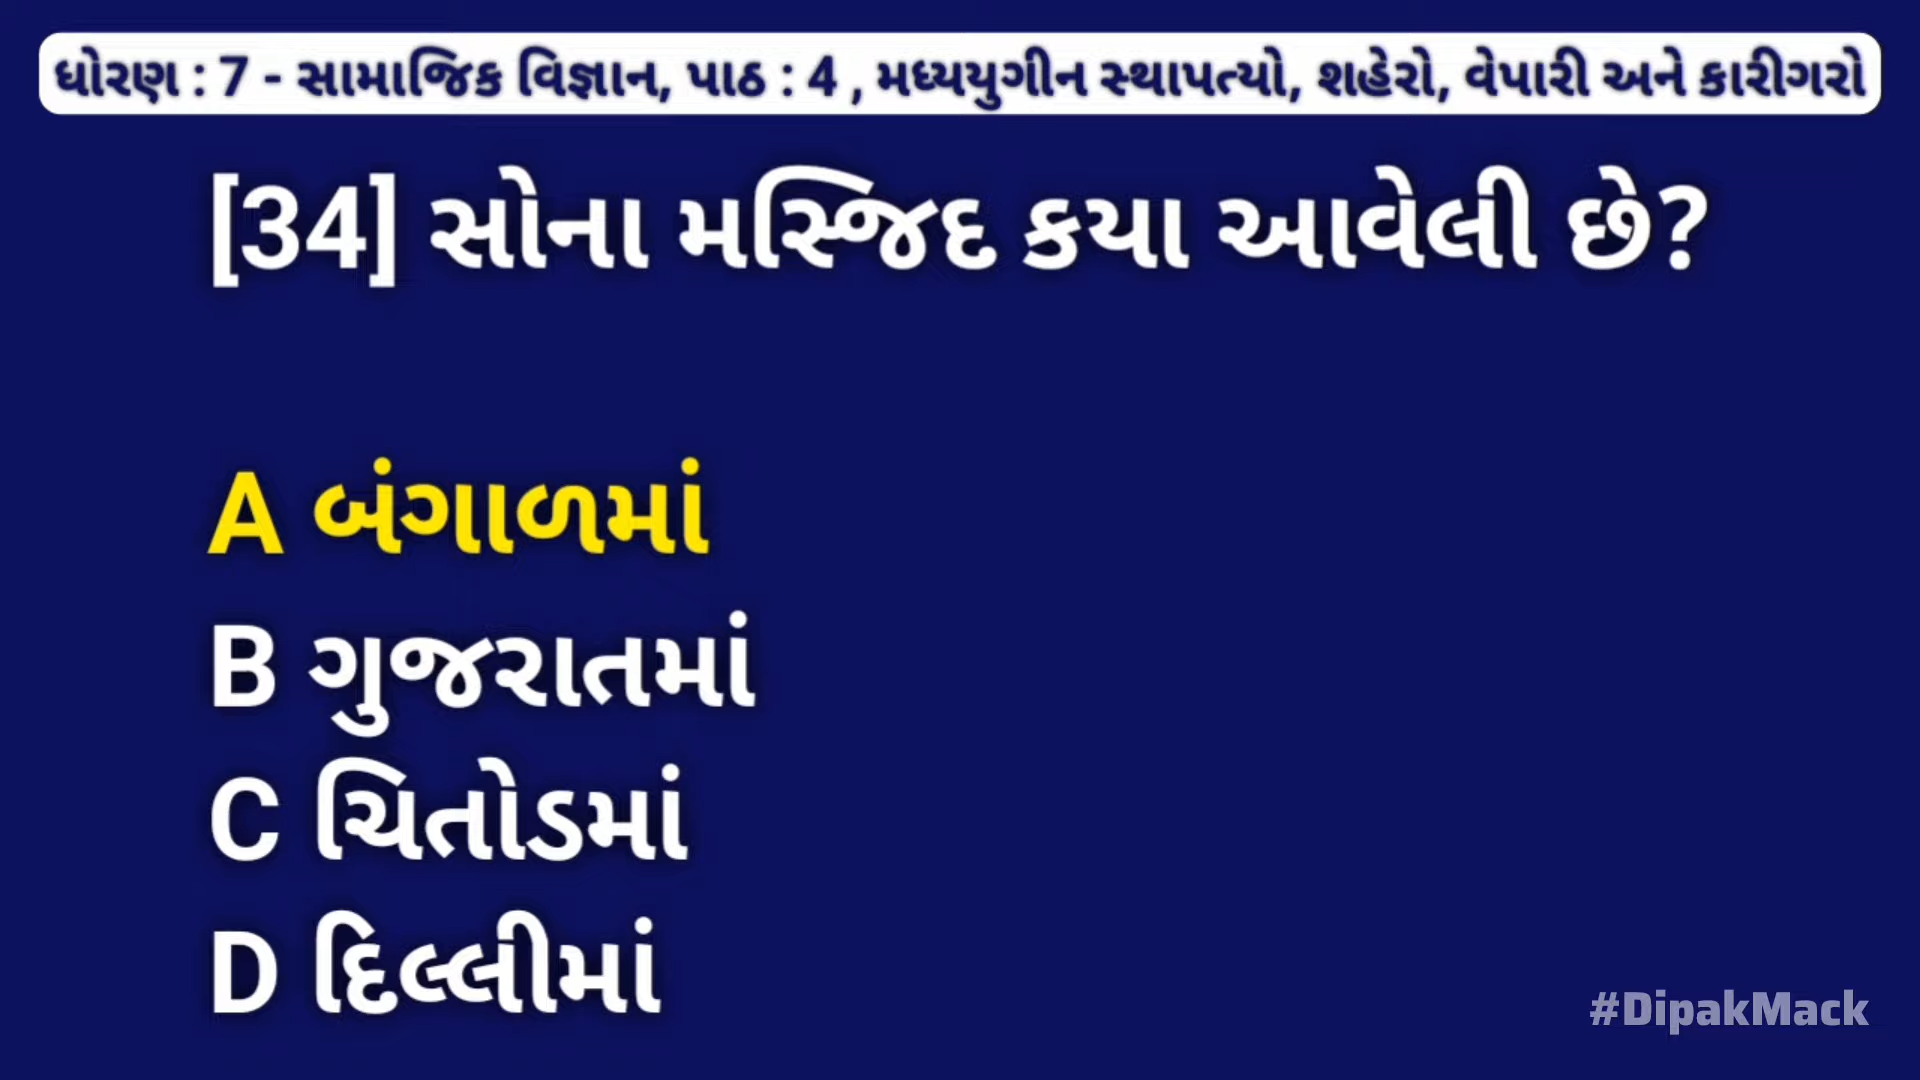 ધોરણ : 7 - સામાજિક વિજ્ઞાન, પાઠ : 4 , મધ્યયુગીન સ્થાપત્યો, શહેરો, વેપારી અને કારીગરો
[34] સોના મસ્જિદ કયા આવેલી છે?
A બંગાળમાં
B ગુજરાતમાં
C ચિતોડમાં
D દિલ્લીમાં
#DipakMack